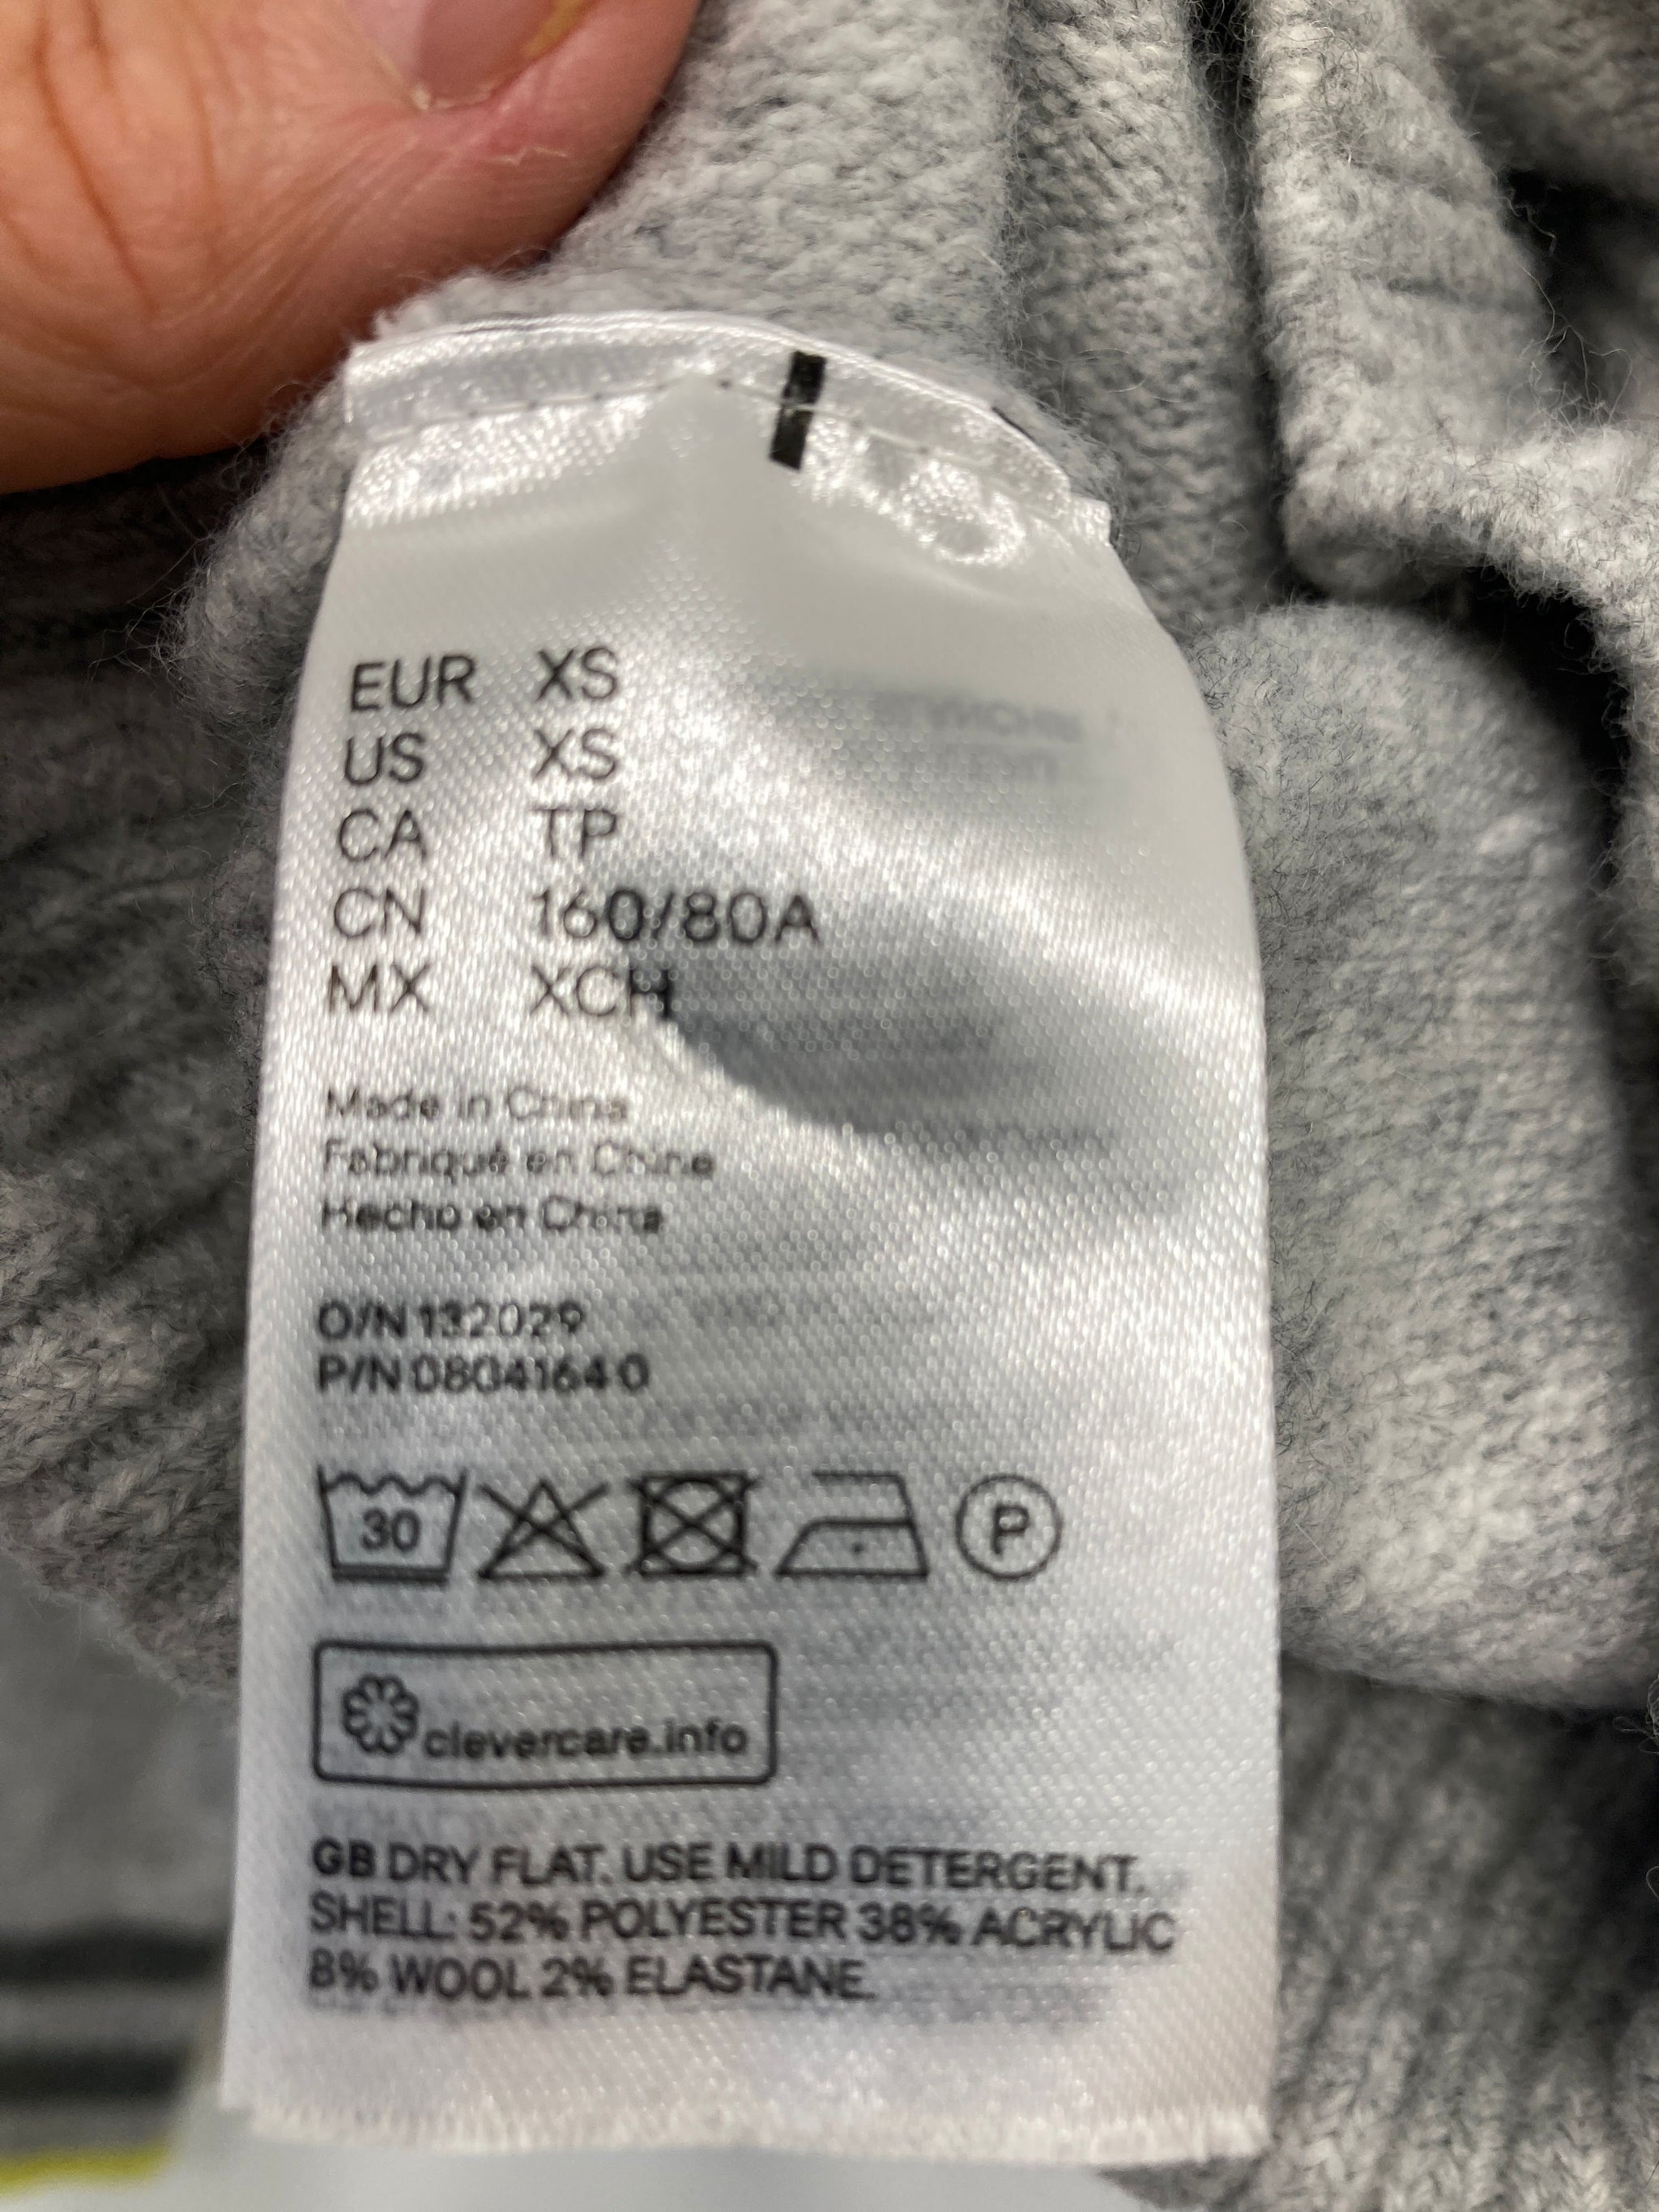 EUR XS
US XS
CA TP
CN 160/80A
MX XCH
Made in China
Fabriqué en Chine
Hecho en China
O/N 132029
P/N 0804164 0
30
P
clevercare.info
GB DRY FLAT. USE MILD DETERGENT.
SHELL: 52% POLYESTER 38% ACRYLIC
8% WOOL 2% ELASTANE.